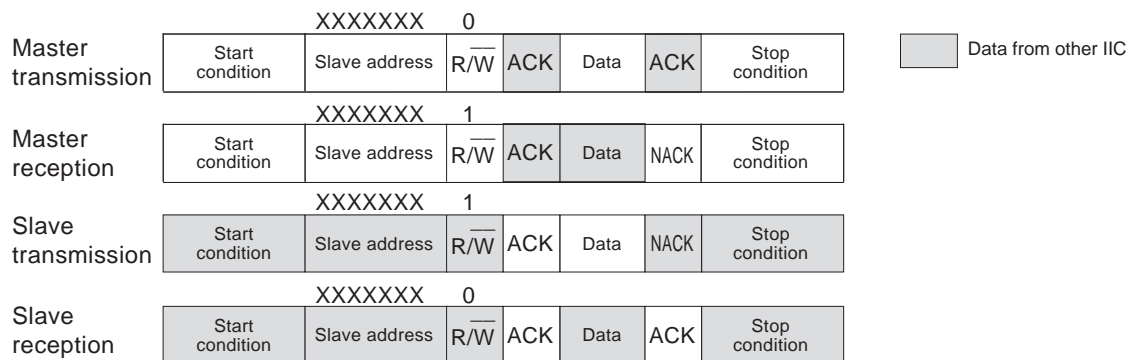 XXXXXXX 0
Master transmission Start condition Slave address R/W̅ ACK Data ACK Stop condition
Data from other IIC
XXXXXXX 1
Master reception Start condition Slave address R/W̅ ACK Data NACK Stop condition
XXXXXXX 1
Slave transmission Start condition Slave address R/W̅ ACK Data NACK Stop condition
XXXXXXX 0
Slave reception Start condition Slave address R/W̅ ACK Data ACK Stop condition